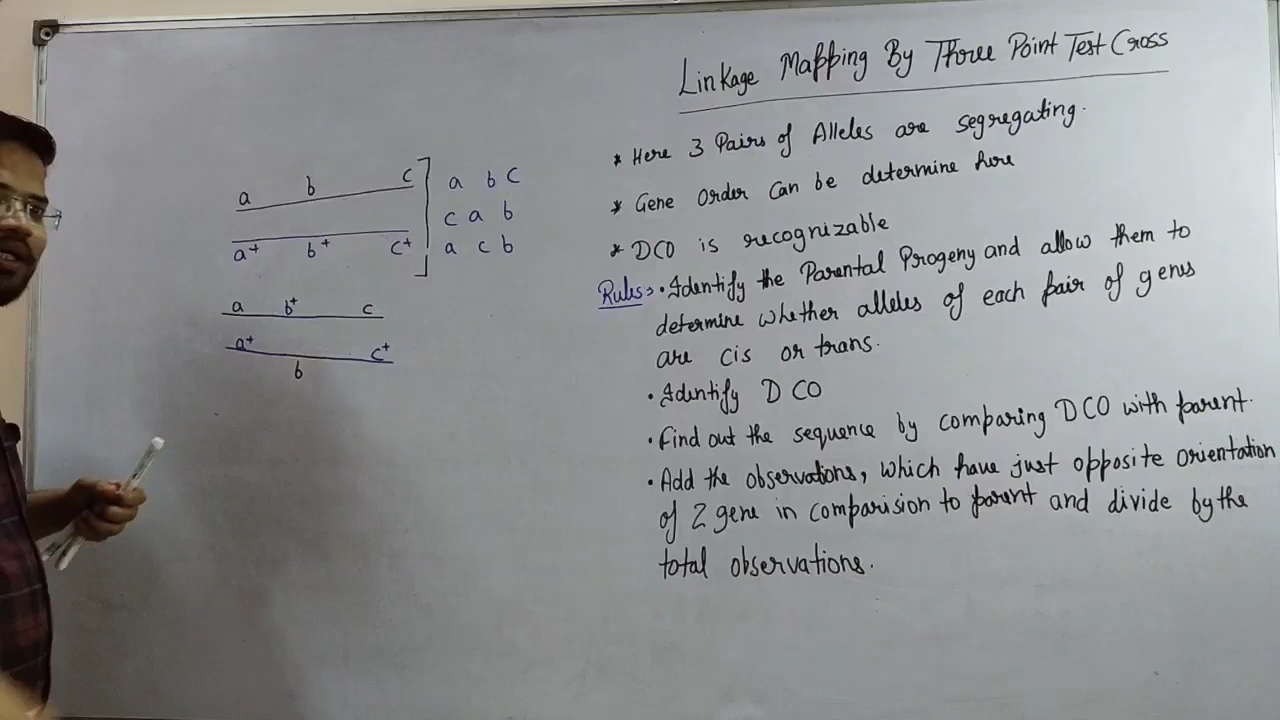 Linkage Mapping By Three Point Test Cross
* Here 3 Pairs of Alleles are segregating.
* Gene Order Can be determine here
* DCO is recognizable
Rules:- • Identify the Parental Progeny and allow them to
determine whether alleles of each pair of genes
are cis or trans.
• Identify DCO
• Find out the sequence by comparing DCO with parent.
• Add the observations, which have just opposite orientation
of 2 gene in comparision to parent and divide by the
total observations.
a b c
a+ b+ c+
a b c
c a b
a c b
a b+ c
a+ c+
b